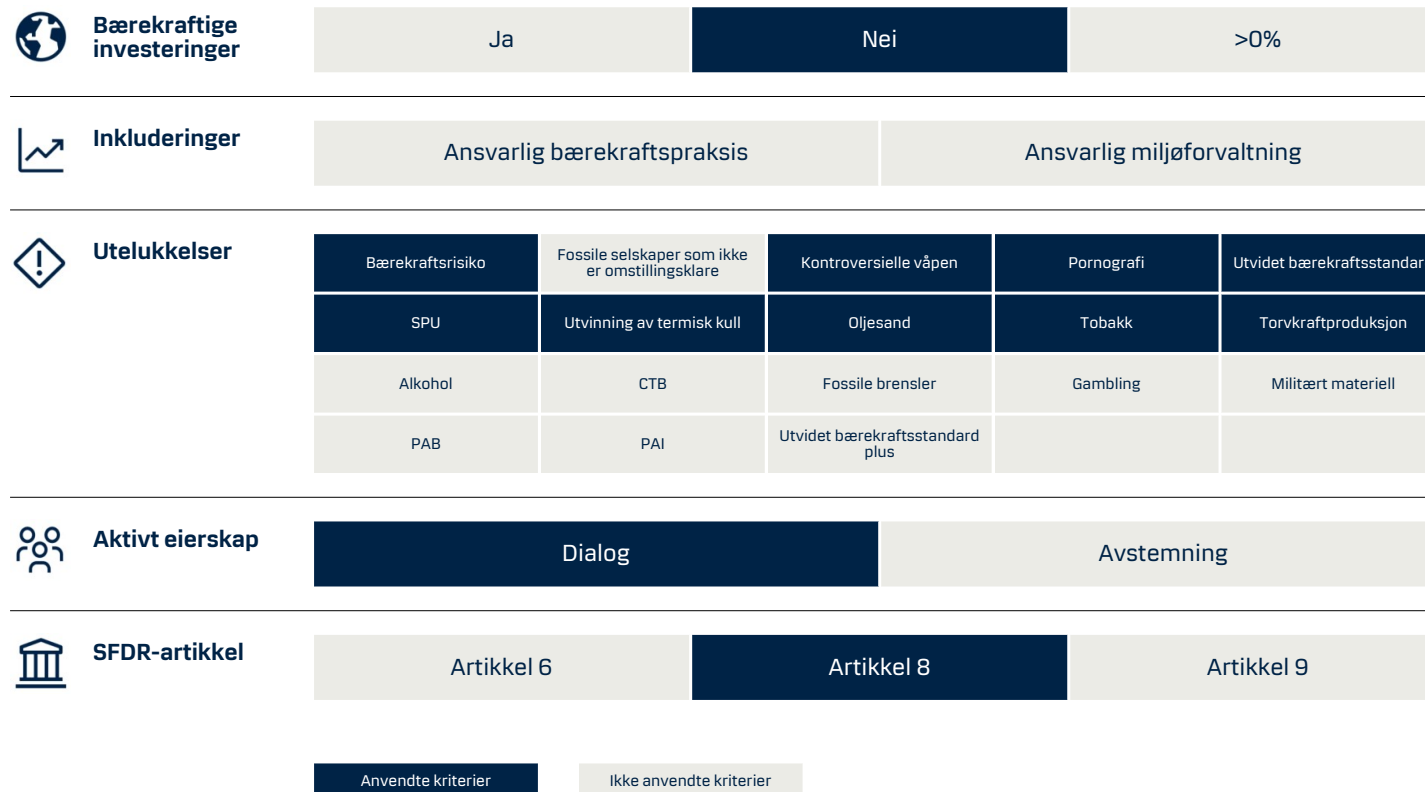 Bærekraftige
investeringer
Ja
Nei
>0%
Inkluderinger
Ansvarlig bærekraftspraksis
Ansvarlig miljøforvaltning
Utelukkelser
Bærekraftsrisiko
Fossile selskaper som ikke
er omstillingsklare
Kontroversielle våpen
Pornografi
Utvidet bærekraftsstandar
SPU
Utvinning av termisk kull
Oljesand
Tobakk
Torvkraftproduksjon
Alkohol
CTB
Fossile brensler
Gambling
Militært materiell
PAB
PAI
Utvidet bærekraftsstandard
plus
Aktivt eierskap
Dialog
Avstemning
SFDR-artikkel
Artikkel 6
Artikkel 8
Artikkel 9
Anvendte kriterier
Ikke anvendte kriterier